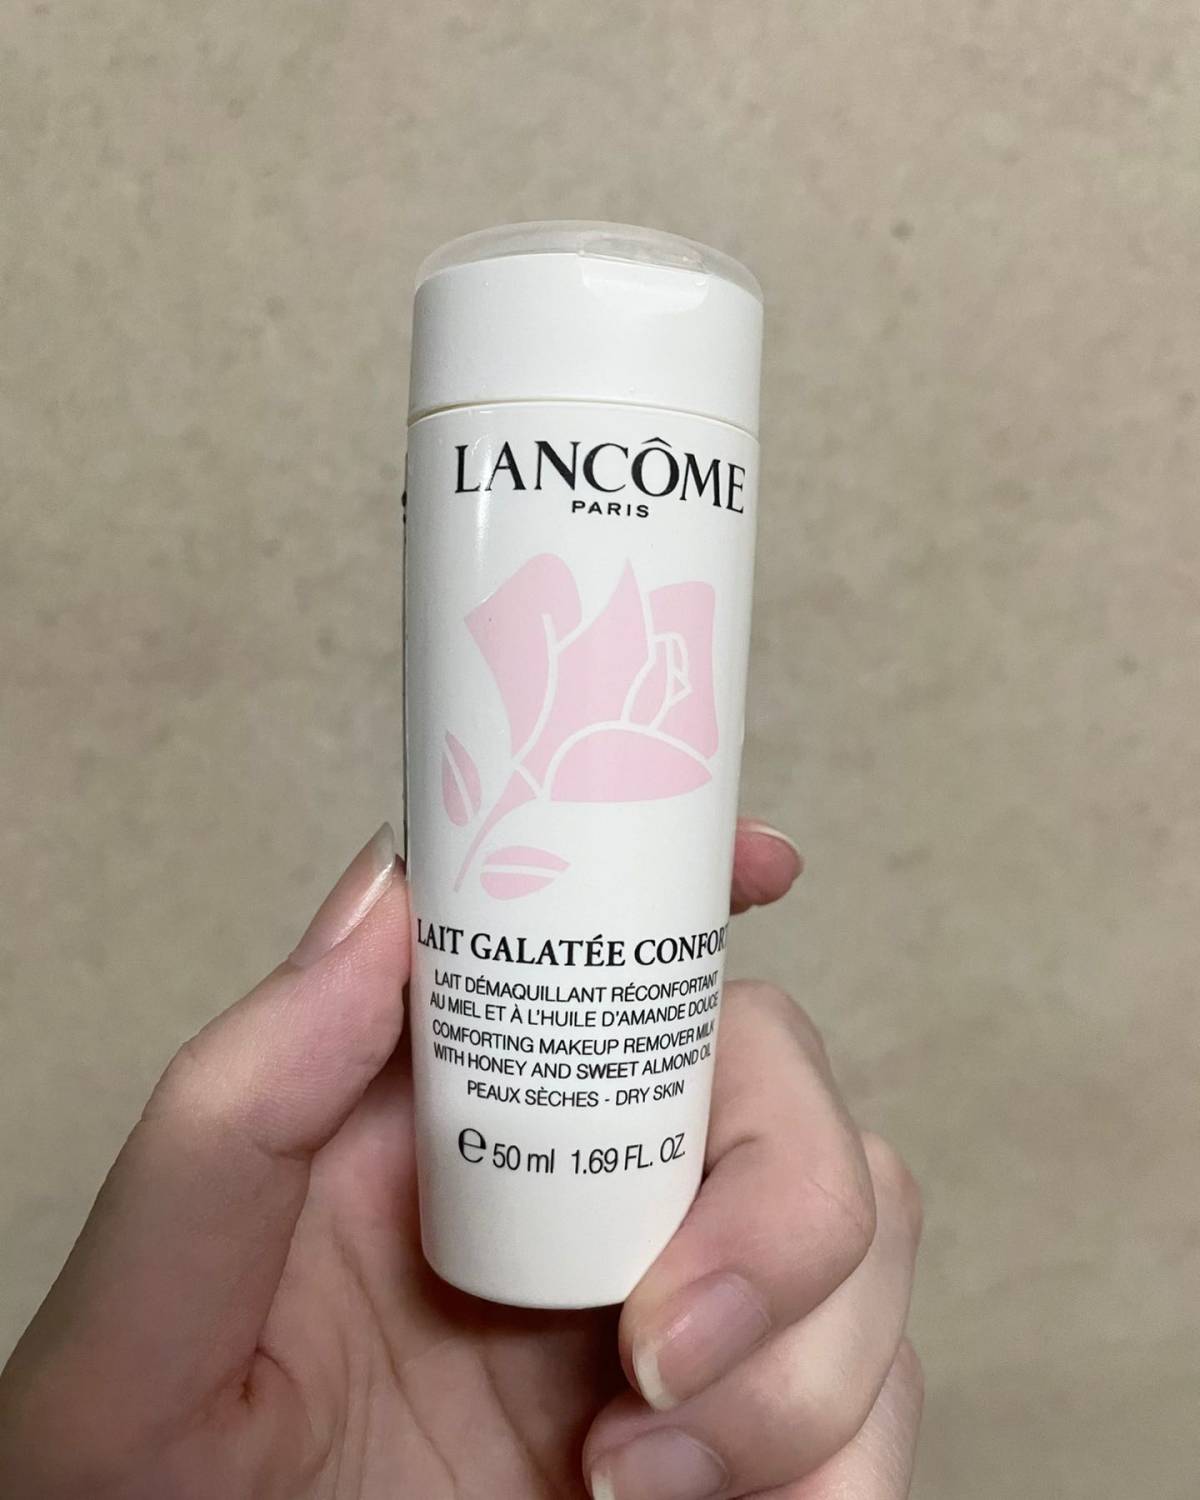 LANCÔME
PARIS
LAIT GALATÉE CONFORT
LAIT DÉMAQUILLANT RÉCONFORTANT
AU MIEL ET À L'HUILE D'AMANDE DOUCE
COMFORTING MAKEUP REMOVER MILK
WITH HONEY AND SWEET ALMOND OIL
PEAUX SÈCHES - DRY SKIN
℮ 50 ml 1.69 FL. OZ.